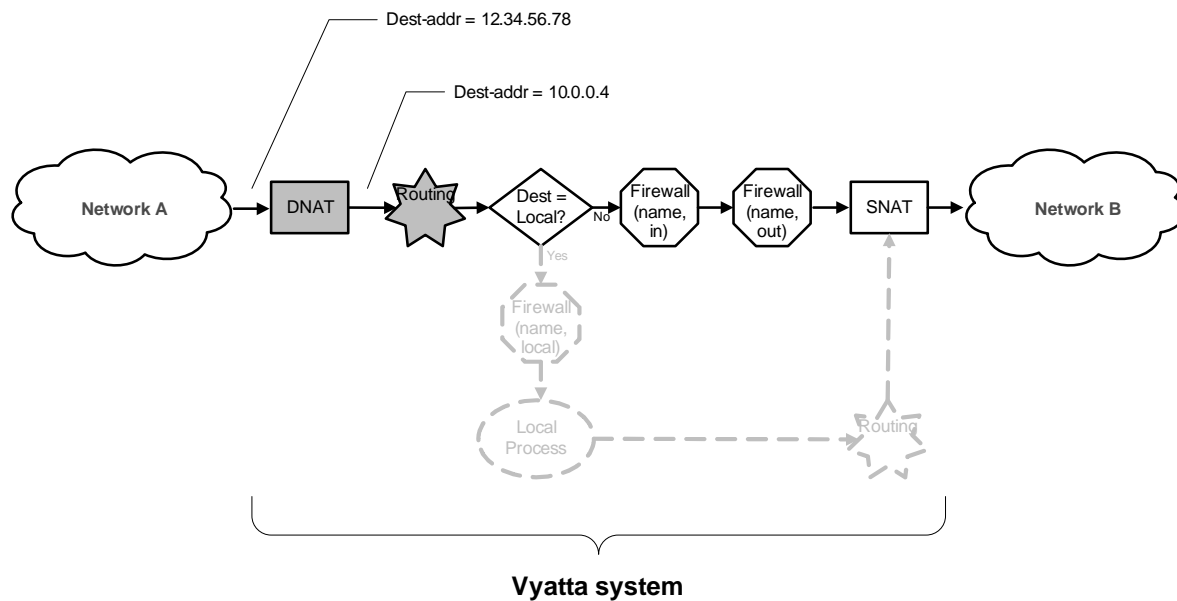 Dest-addr = 12.34.56.78
Dest-addr = 10.0.0.4
Network A
DNAT
Routing
Dest =
Local?
No
Firewall
(name,
in)
Firewall
(name,
out)
SNAT
Network B
Yes
Firewall
(name,
local)
Local
Process
Routing
Vyatta system